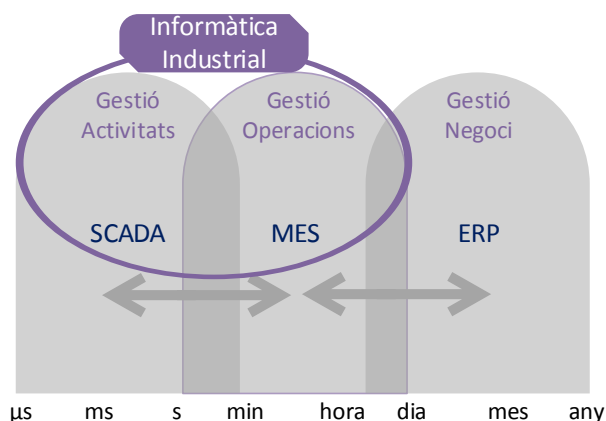 Informàtica
Industrial
Gestió
Activitats
Gestió
Operacions
Gestió
Negoci
SCADA
MES
ERP
µs ms s min hora dia mes any